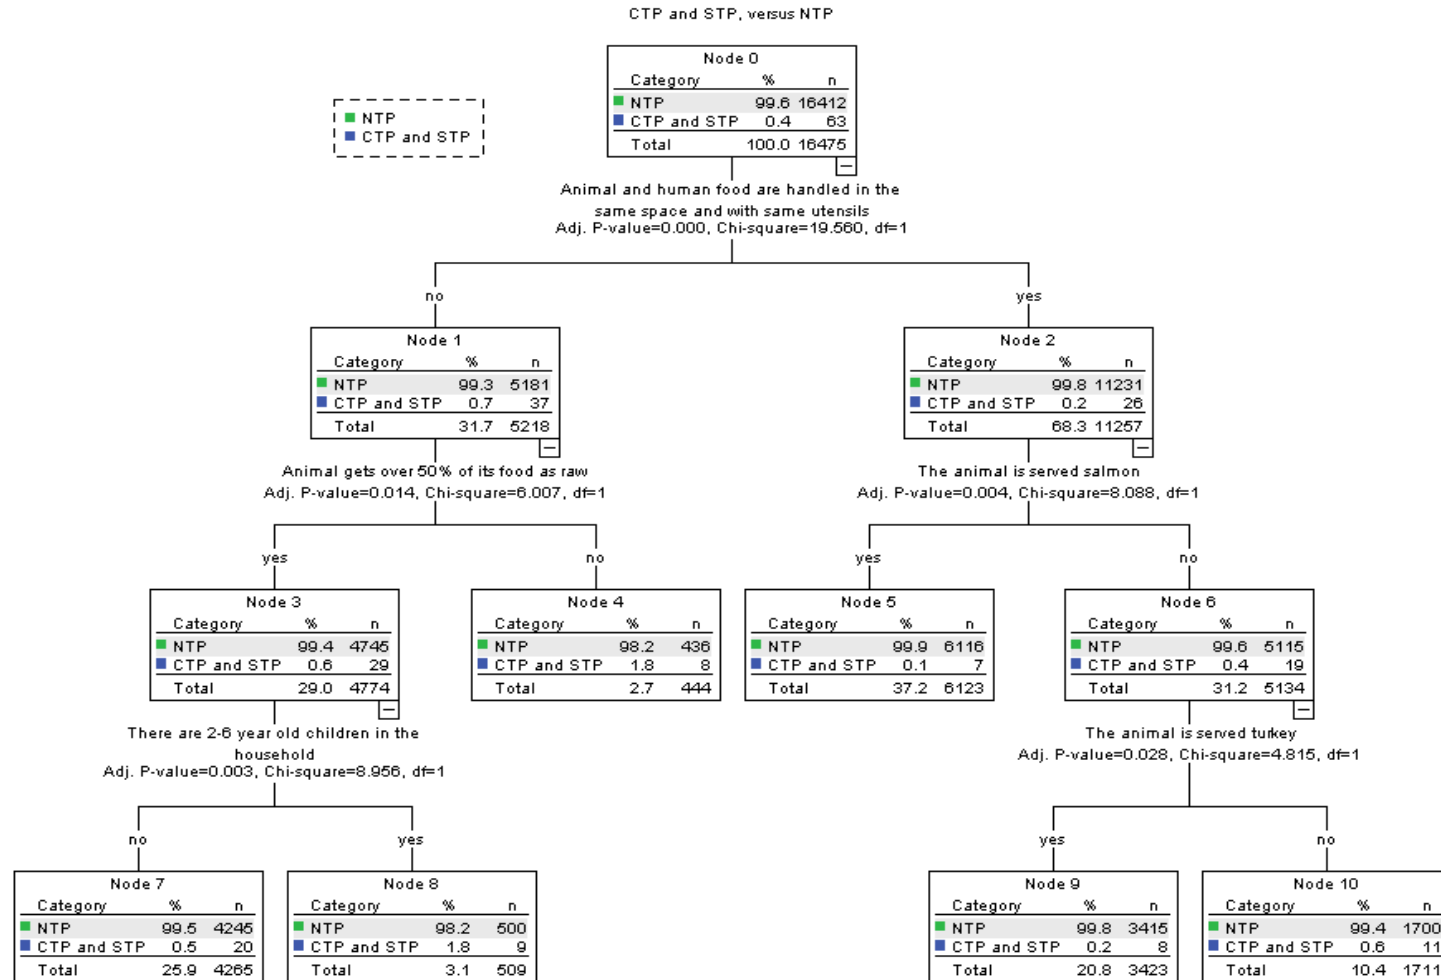 CTP and STP, versus NTP
NTP
CTP and STP
Node 0
Category % n
NTP 99.6 16412
CTP and STP 0.4 63
Total 100.0 16475
Animal and human food are handled in the
same space and with same utensils
Adj. P-value=0.000, Chi-square=19.560, df=1
no
yes
Node 1
Category % n
NTP 99.3 5181
CTP and STP 0.7 37
Total 31.7 5218
Node 2
Category % n
NTP 99.8 11231
CTP and STP 0.2 26
Total 68.3 11257
Animal gets over 50% of its food as raw
Adj. P-value=0.014, Chi-square=6.007, df=1
The animal is served salmon
Adj. P-value=0.004, Chi-square=8.088, df=1
yes
no
yes
no
Node 3
Category % n
NTP 99.4 4745
CTP and STP 0.6 29
Total 29.0 4774
Node 4
Category % n
NTP 98.2 436
CTP and STP 1.8 8
Total 2.7 444
Node 5
Category % n
NTP 99.9 6116
CTP and STP 0.1 7
Total 37.2 6123
Node 6
Category % n
NTP 99.6 5115
CTP and STP 0.4 19
Total 31.2 5134
There are 2-6 year old children in the
household
Adj. P-value=0.003, Chi-square=8.956, df=1
The animal is served turkey
Adj. P-value=0.028, Chi-square=4.815, df=1
no
yes
yes
no
Node 7
Category % n
NTP 99.5 4245
CTP and STP 0.5 20
Total 25.9 4265
Node 8
Category % n
NTP 98.2 500
CTP and STP 1.8 9
Total 3.1 509
Node 9
Category % n
NTP 99.8 3415
CTP and STP 0.2 8
Total 20.8 3423
Node 10
Category % n
NTP 99.4 1700
CTP and STP 0.6 11
Total 10.4 1711